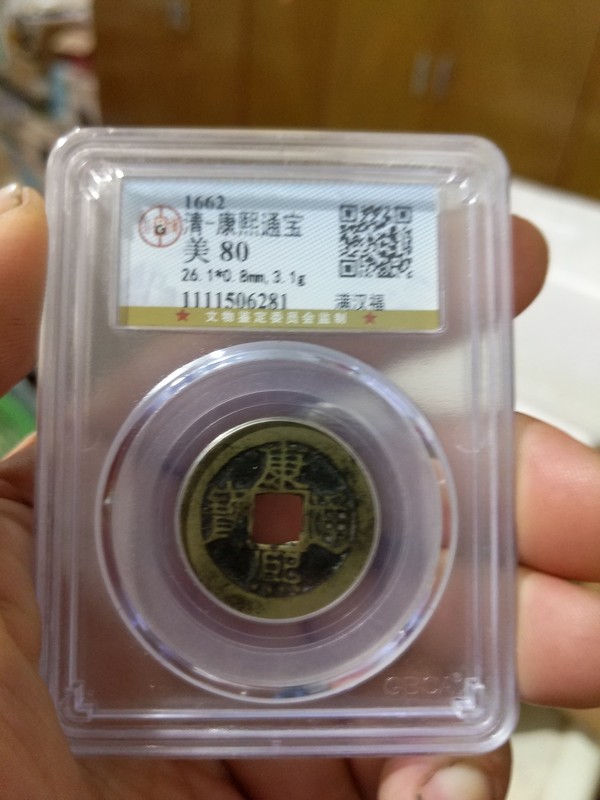 1662
清-康熙通宝
美 80
26.1*0.8mm,3.1g
1111506281 满汉福
★ 文物鉴定委员会监制 ★
G
康
寳 通
熙
GBCA